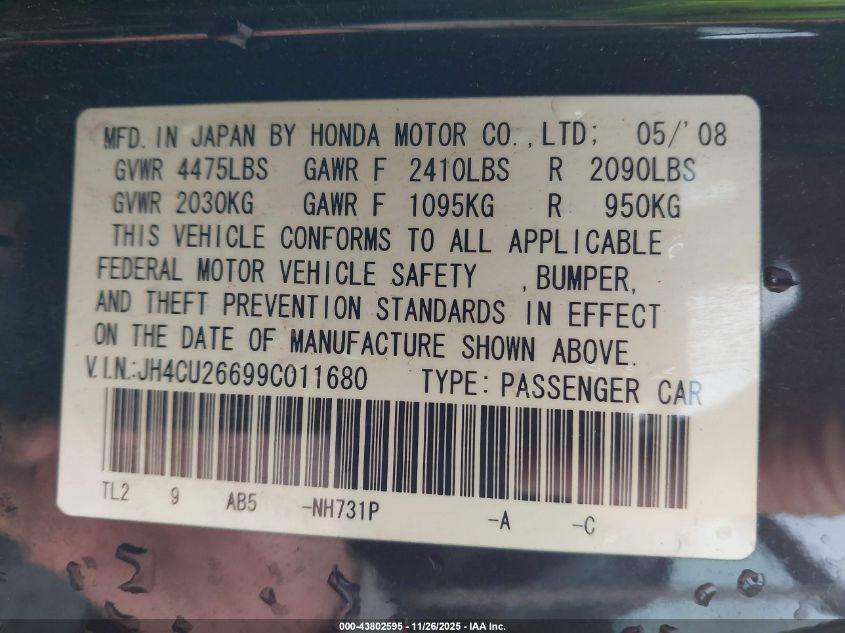 MFD. IN JAPAN BY HONDA MOTOR CO.,LTD; 05/'08
GVWR 4475LBS GAWR F 2410LBS R 2090LBS
GVWR 2030KG GAWR F 1095KG R 950KG
THIS VEHICLE CONFORMS TO ALL APPLICABLE
FEDERAL MOTOR VEHICLE SAFETY ,BUMPER,
AND THEFT PREVENTION STANDARDS IN EFFECT
ON THE DATE OF MANUFACTURE SHOWN ABOVE.
V.I.N.:JH4CU26699C011680 TYPE: PASSENGER CAR
TL2 9 AB5 -NH731P -A -C
000-43802595 - 11/26/2025 - IAA Inc.